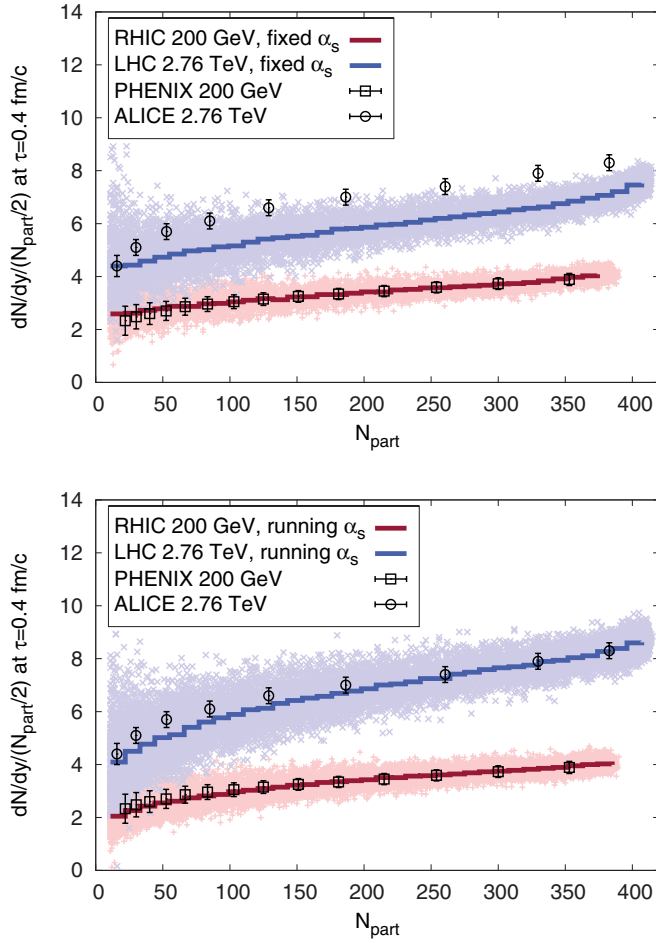 14
12
10
8
6
4
2
0
dN/dy/(N_part/2) at τ=0.4 fm/c
RHIC 200 GeV, fixed α_s
LHC 2.76 TeV, fixed α_s
PHENIX 200 GeV
ALICE 2.76 TeV
0 50 100 150 200 250 300 350 400
N_part
14
12
10
8
6
4
2
0
dN/dy/(N_part/2) at τ=0.4 fm/c
RHIC 200 GeV, running α_s
LHC 2.76 TeV, running α_s
PHENIX 200 GeV
ALICE 2.76 TeV
0 50 100 150 200 250 300 350 400
N_part